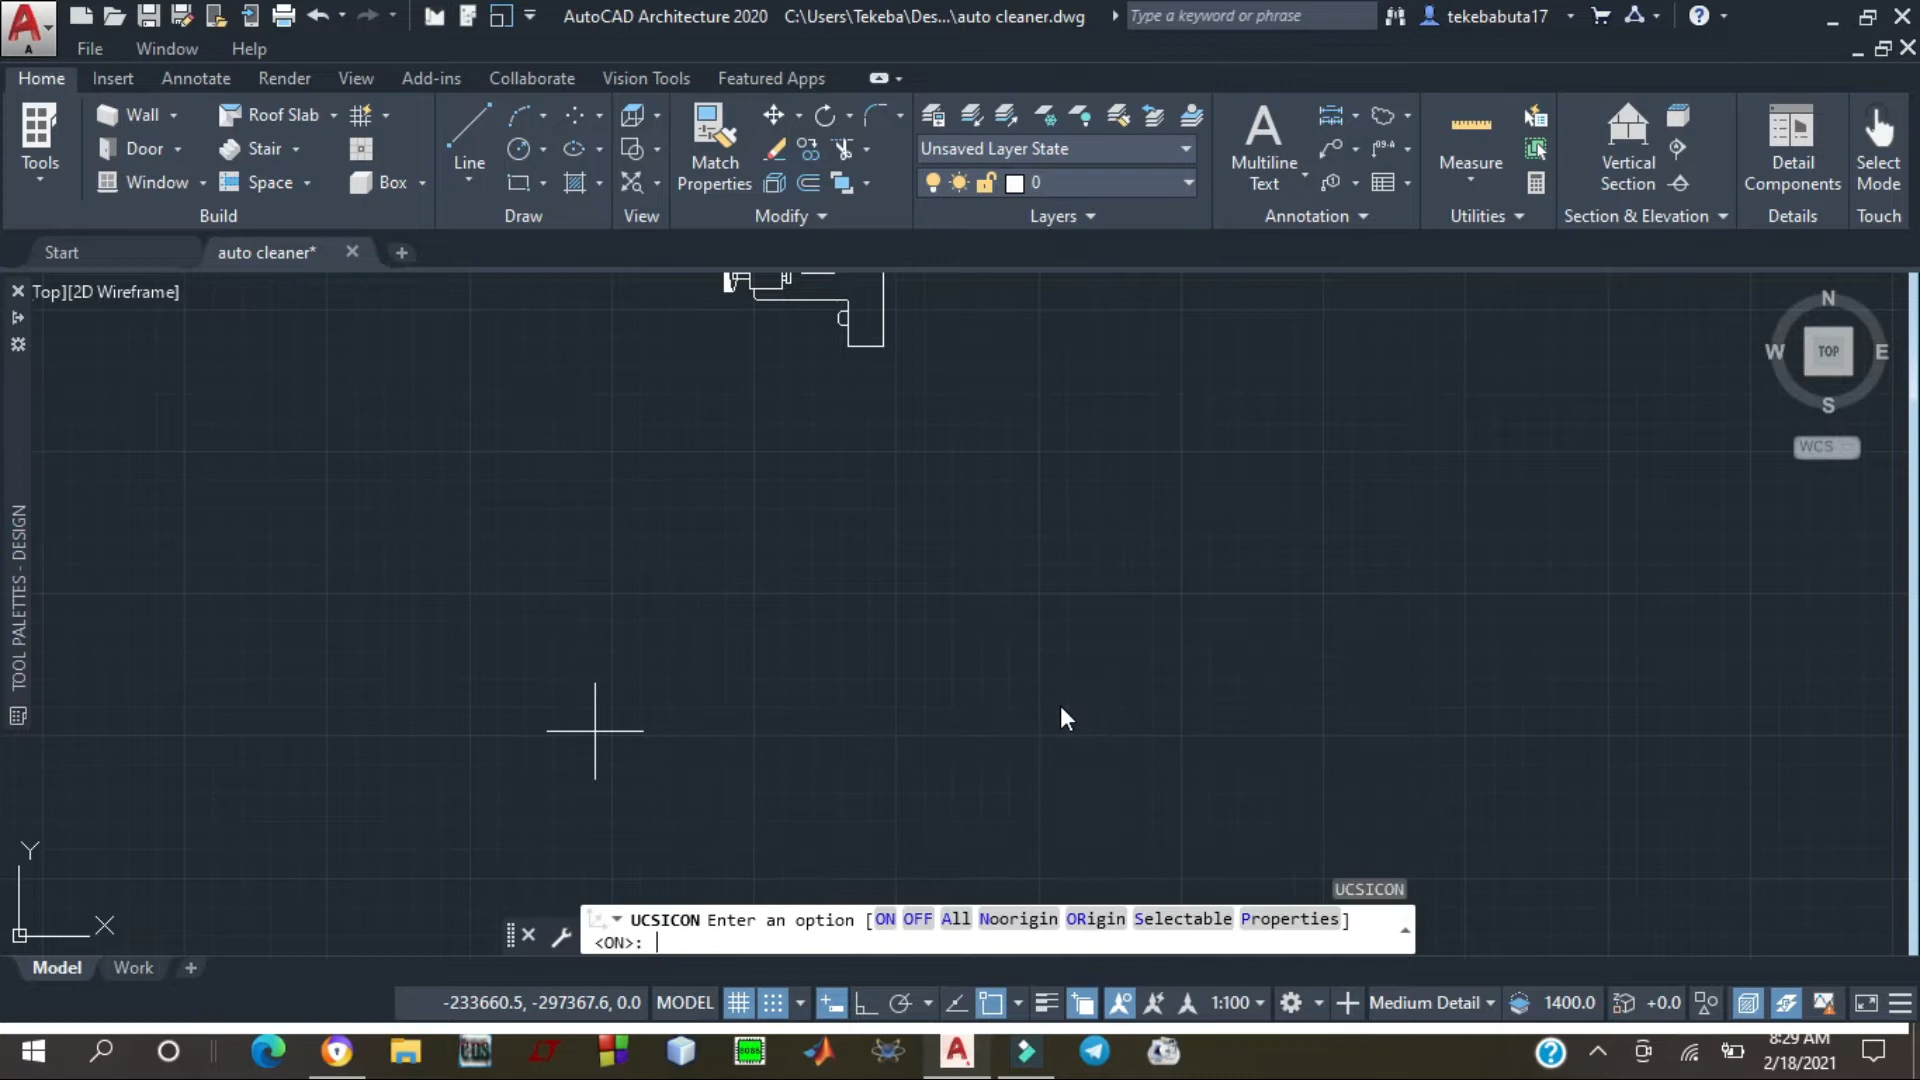 AutoCAD Architecture 2020 C:\Users\Tekeba\Des...\auto cleaner.dwg
Type a keyword or phrase
tekebabuta17
A
File Window Help
Home Insert Annotate Render View Add-ins Collaborate Vision Tools Featured Apps
Tools
Wall
Door
Window
Roof Slab
Stair
Space
Box
Build
Line
Draw
View
Match
Properties
Modify
Unsaved Layer State
0
Layers
Multiline
Text
Annotation
Measure
Utilities
Vertical
Section
Section & Elevation
Detail
Components
Details
Select
Mode
Touch
Start
auto cleaner*
Top][2D Wireframe]
N
W
TOP
E
S
WCS
TOOL PALETTES - DESIGN
Y
X
UCSICON
UCSICON Enter an option [ON OFF All Noorigin ORigin Selectable Properties]
<ON>:
Model Work
-233660.5, -297367.6, 0.0 MODEL 1:100 Medium Detail 1400.0 +0.0
8086
8:29 AM
2/18/2021